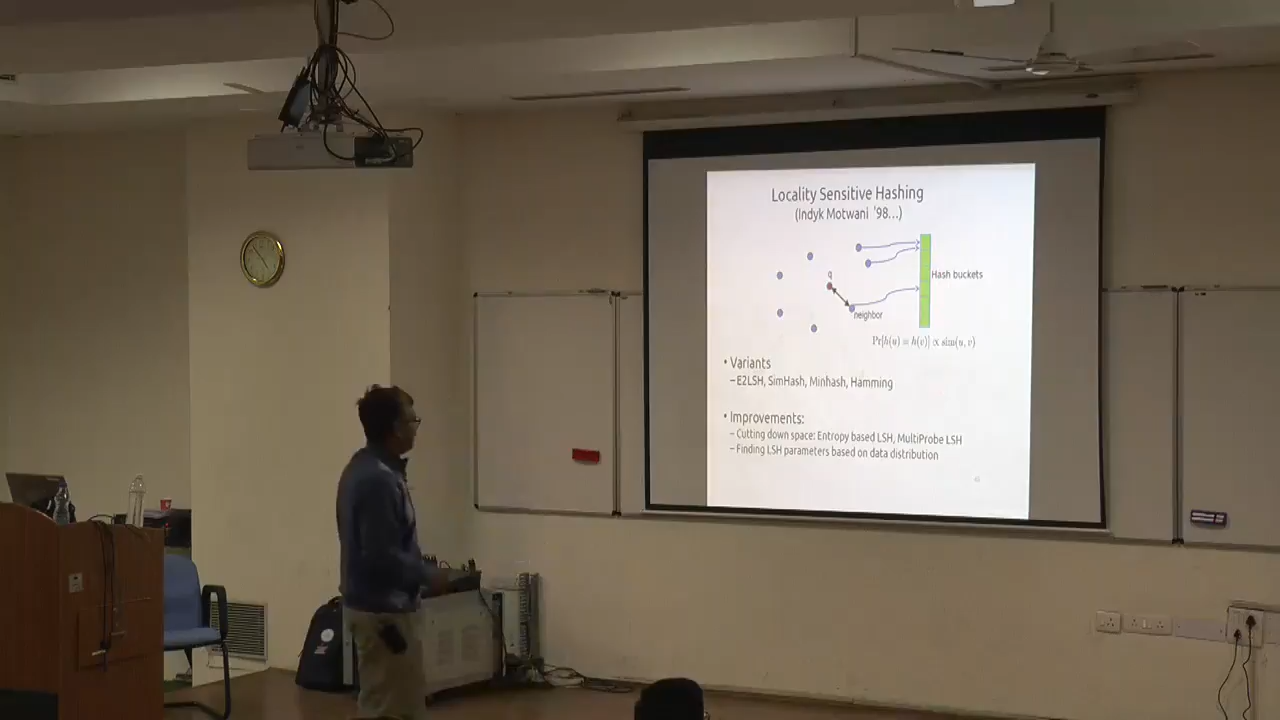 Locality Sensitive Hashing
(Indyk Motwani '98...)
q
Hash buckets
neighbor
Pr[h(u) = h(v)] ∝ sim(u, v)
• Variants
– E2LSH, SimHash, Minhash, Hamming
• Improvements:
– Cutting down space: Entropy based LSH, MultiProbe LSH
– Finding LSH parameters based on data distribution